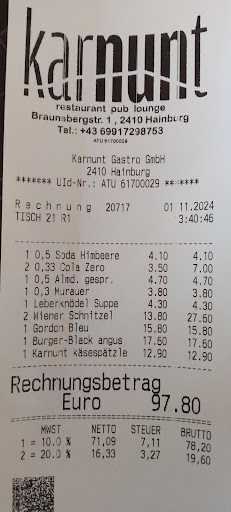 karnunt
restaurant pub lounge
Braunsbergstr. 1 , 2410 Hainburg
Tel.: +43 69917298753
ATU 61700029
Karnunt Gastro GmbH
2410 Hainburg
******* UId-Nr.: ATU 61700029 *******
Rechnung 20717 01 11.2024
TISCH 21 R1 3:40:46
1 0,5 Soda Himbeere 4.10 4.10
2 0,33 Cola Zero 3.50 7.00
1 0,5 Almd. gespr. 4.70 4.70
1 0,3 Murauer 3.80 3.80
1 Leberknödel Suppe 4.30 4.30
2 Wiener Schnitzel 13.80 27.60
1 Gordon Bleu 15.80 15.80
1 Burger-Black angus 17.60 17.60
1 Karnunt käsespätzle 12.90 12.90
Rechnungsbetrag
Euro 97.80
MWST NETTO STEUER BRUTTO
1 = 10.0 % 71,09 7,11 78,20
2 = 20.0 % 16,33 3,27 19,60